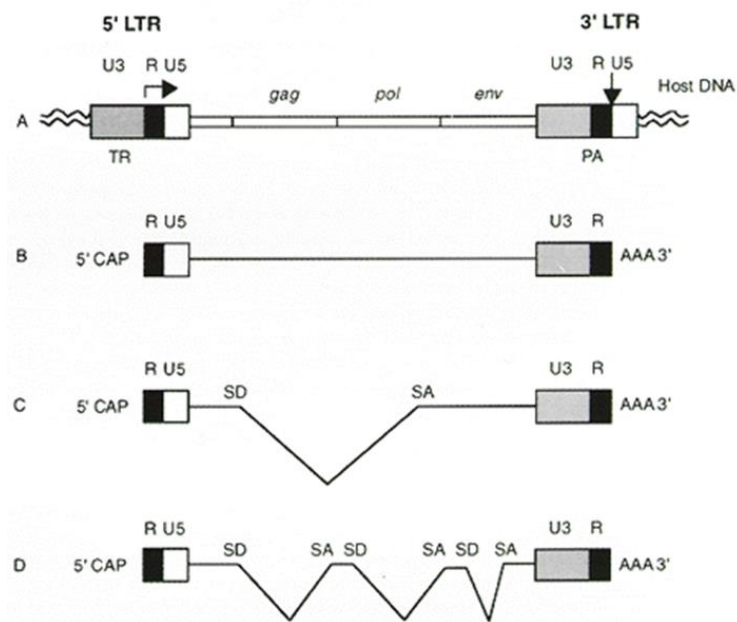 5' LTR 3' LTR
U3 R U5 U3 R U5
gag pol env Host DNA
A
TR PA
R U5 U3 R
B 5' CAP AAA 3'
R U5 U3 R
SD SA
C 5' CAP AAA 3'
R U5 U3 R
SD SA SD SA SD SA
D 5' CAP AAA 3'